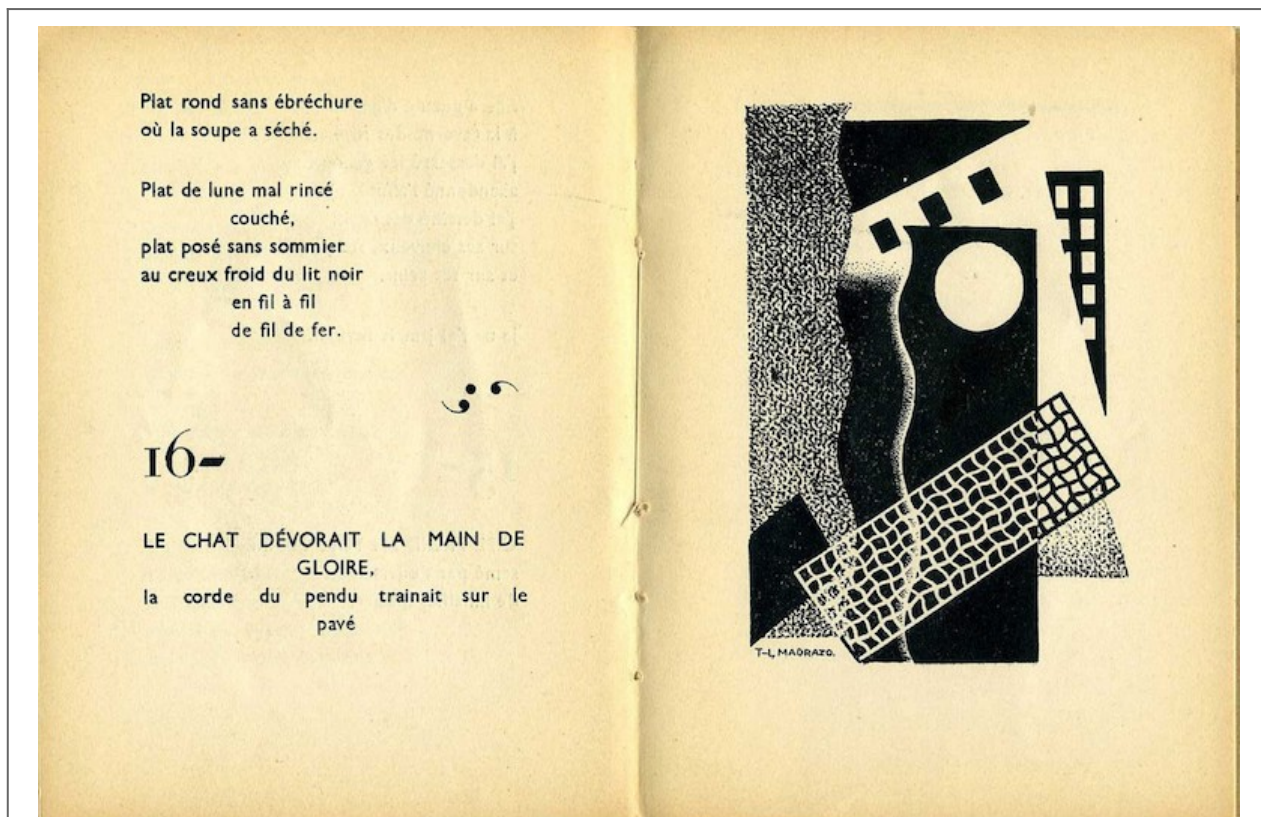 Plat rond sans ébréchure
où la soupe a séché.
Plat de lune mal rincé
couché,
plat posé sans sommier
au creux froid du lit noir
en fil à fil
de fil de fer.
16-
LE CHAT DÉVORAIT LA MAIN DE
GLOIRE,
la corde du pendu trainait sur le
pavé
T-L, MADRAZO.